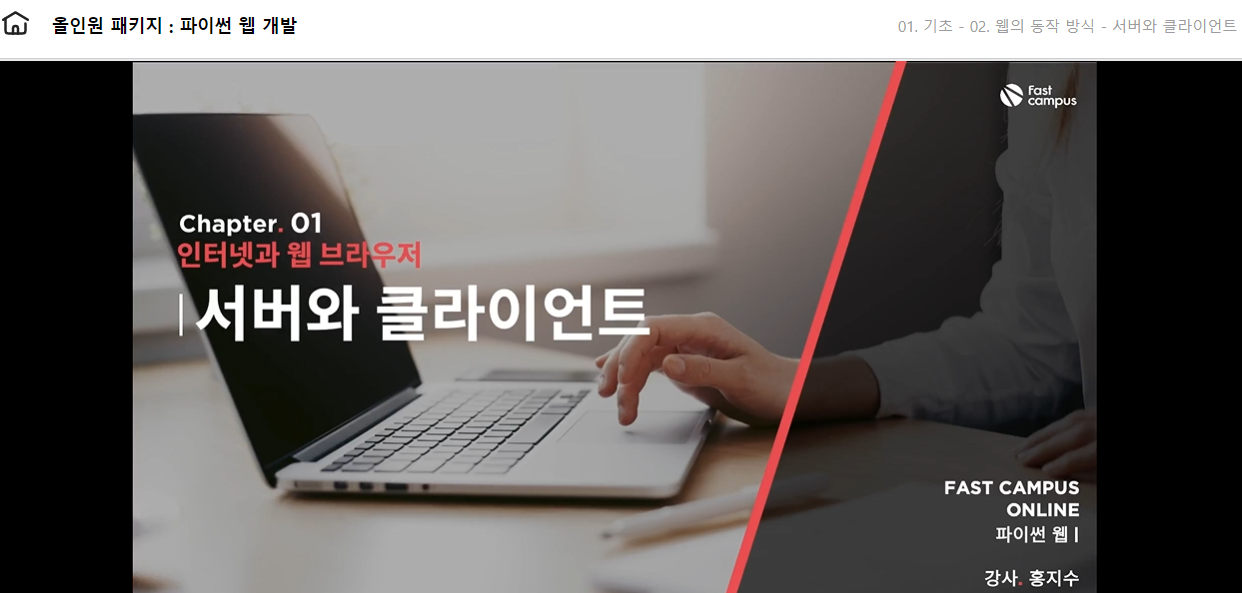 올인원 패키지 : 파이썬 웹 개발
01. 기초 - 02. 웹의 동작 방식 - 서버와 클라이언트
Fast
campus
Chapter. 01
인터넷과 웹 브라우저
서버와 클라이언트
FAST CAMPUS
ONLINE
파이썬 웹 |
강사. 홍지수